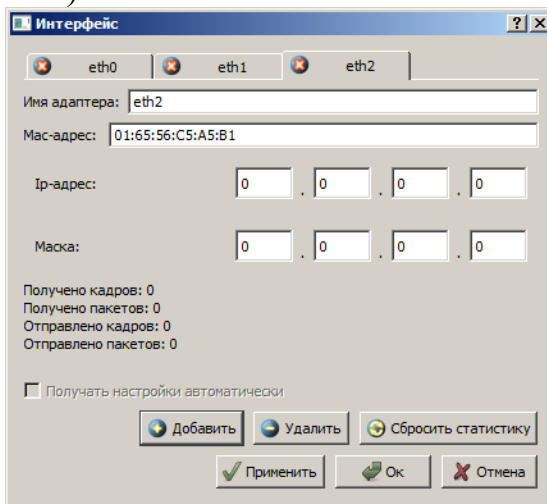 Интерфейс
eth0 eth1 eth2
Имя адаптера: eth2
Мас-адрес: 01:65:56:C5:A5:B1
Ip-адрес: 0 . 0 . 0 . 0
Маска: 0 . 0 . 0 . 0
Получено кадров: 0
Получено пакетов: 0
Отправлено кадров: 0
Отправлено пакетов: 0
Получать настройки автоматически
Добавить Удалить Сбросить статистику
Применить Ок Отмена